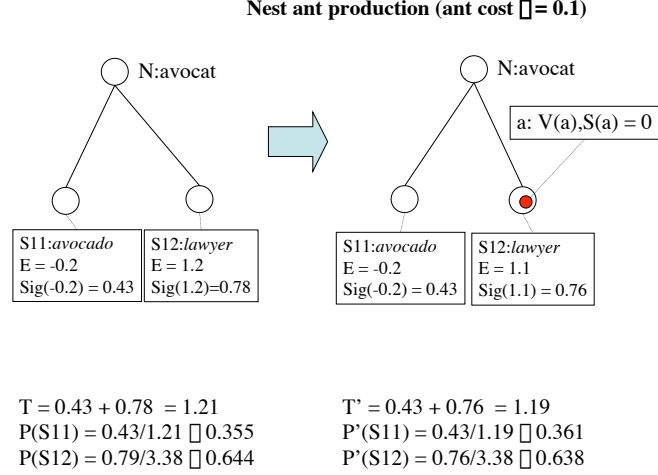 Nest ant production (ant cost ▯= 0.1)
N:avocat
S11:avocado
E = -0.2
Sig(-0.2) = 0.43
S12:lawyer
E = 1.2
Sig(1.2)=0.78
N:avocat
a: V(a),S(a) = 0
S11:avocado
E = -0.2
Sig(-0.2) = 0.43
S12:lawyer
E = 1.1
Sig(1.1) = 0.76
T = 0.43 + 0.78 = 1.21
P(S11) = 0.43/1.21 ▯ 0.355
P(S12) = 0.79/3.38 ▯ 0.644
T’ = 0.43 + 0.76 = 1.19
P’(S11) = 0.43/1.19 ▯ 0.361
P’(S12) = 0.76/3.38 ▯ 0.638